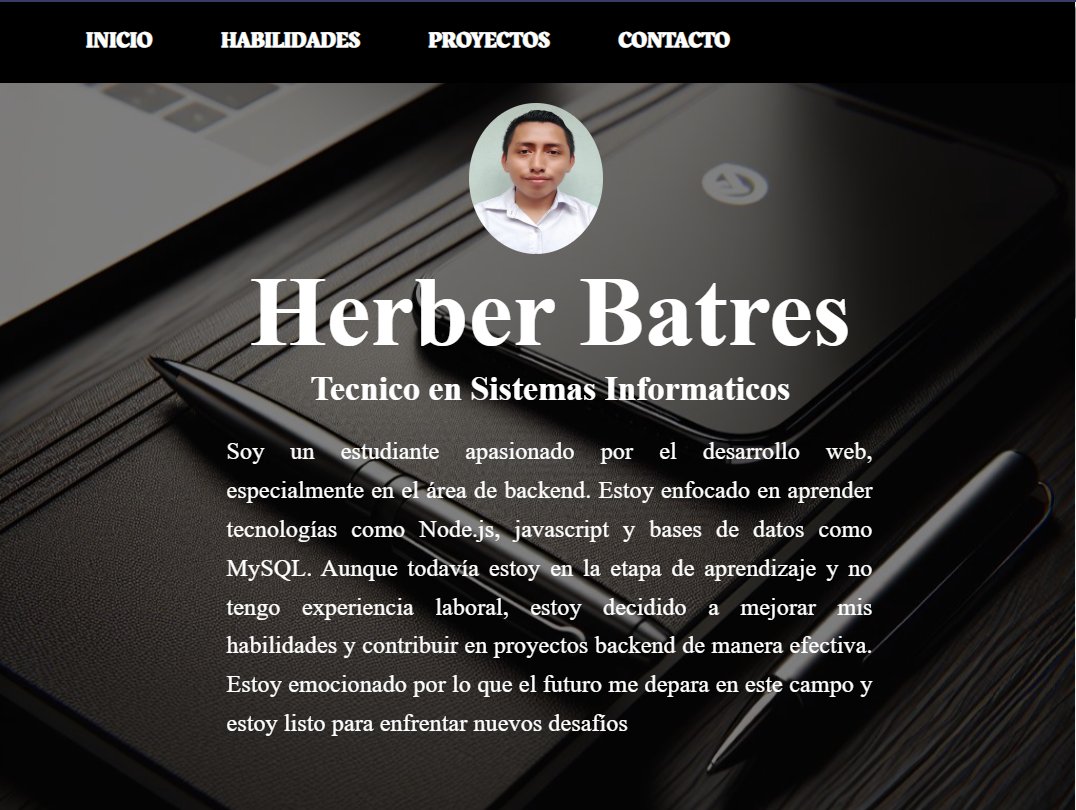 INICIO HABILIDADES PROYECTOS CONTACTO
Herber Batres
Tecnico en Sistemas Informaticos
Soy un estudiante apasionado por el desarrollo web,
especialmente en el área de backend. Estoy enfocado en aprender
tecnologías como Node.js, javascript y bases de datos como
MySQL. Aunque todavía estoy en la etapa de aprendizaje y no
tengo experiencia laboral, estoy decidido a mejorar mis
habilidades y contribuir en proyectos backend de manera efectiva.
Estoy emocionado por lo que el futuro me depara en este campo y
estoy listo para enfrentar nuevos desafíos